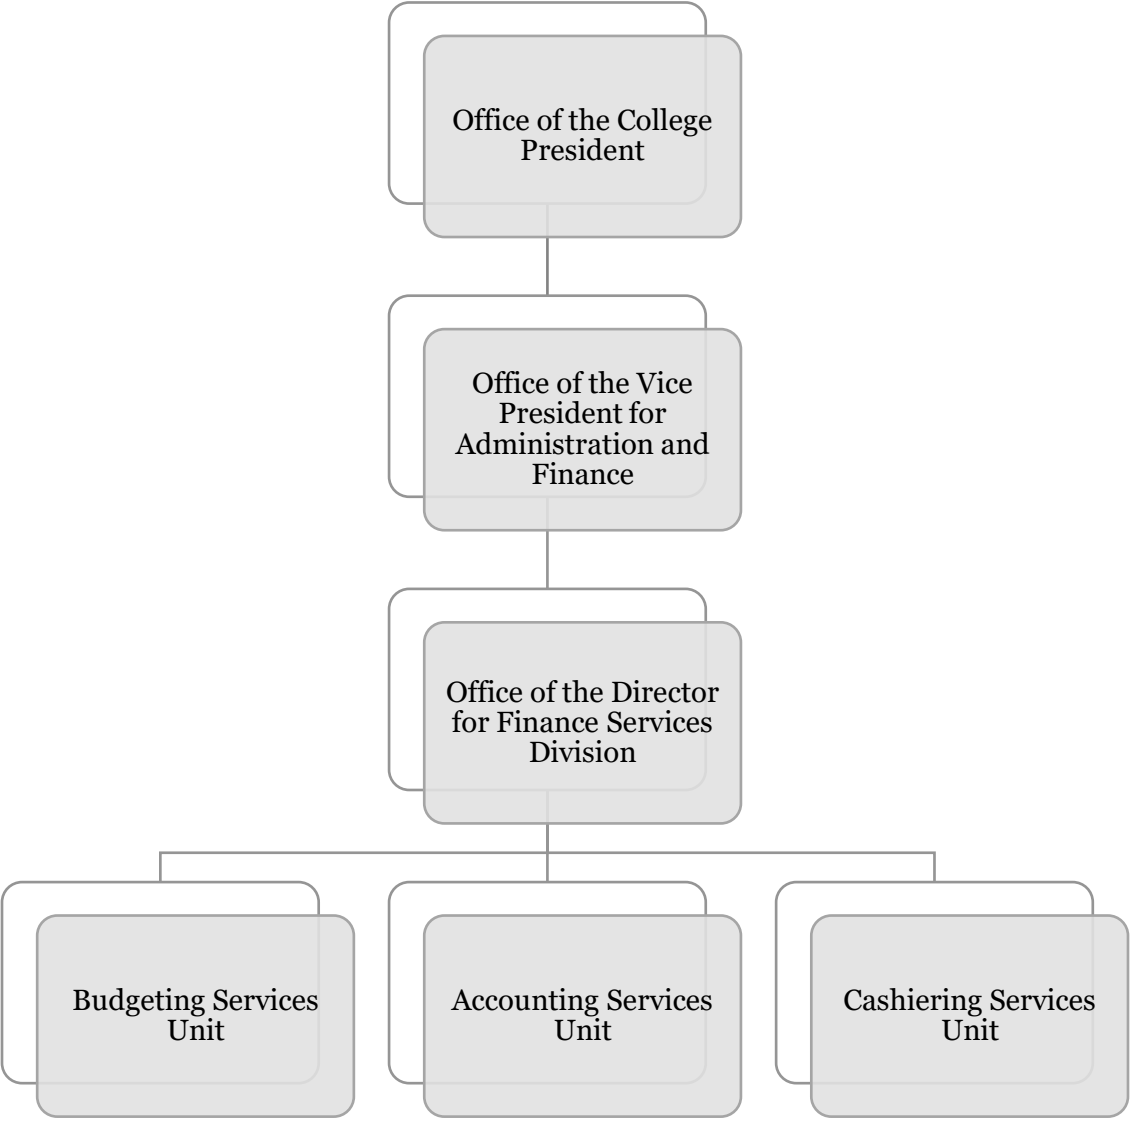 Office of the College
President
Office of the Vice
President for
Administration and
Finance
Office of the Director
for Finance Services
Division
Budgeting Services
Unit
Accounting Services
Unit
Cashiering Services
Unit